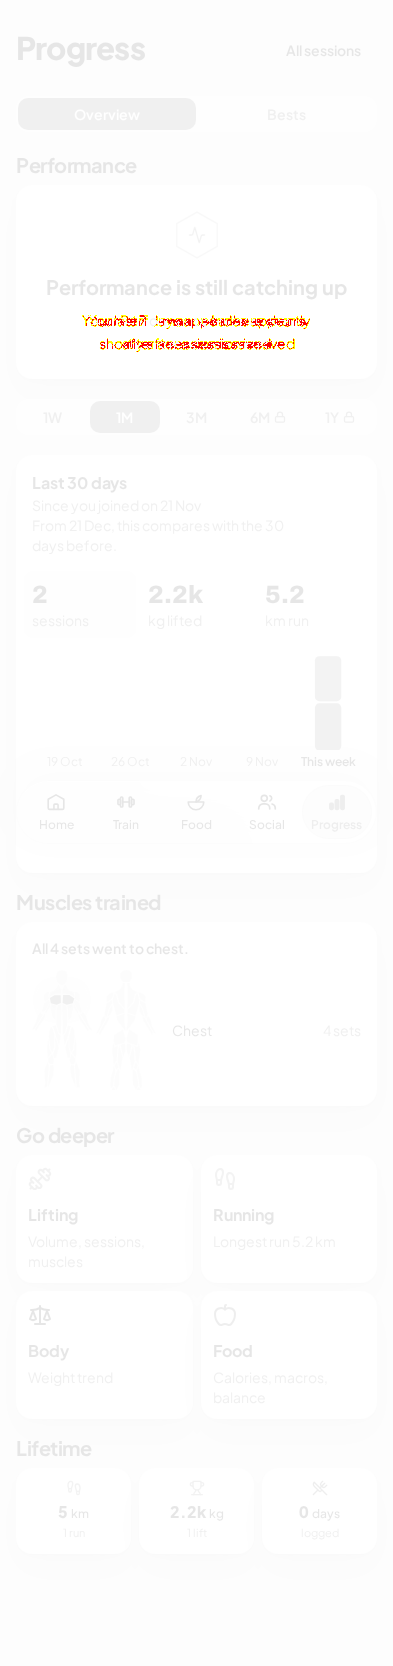 Progress
All sessions
Overview
Bests
Performance
Performance is still catching up
1W
1M
3M
6M
1Y
Last 30 days
Since you joined on 21 Nov
From 21 Dec, this compares with the 30
days before.
2
2.2k
5.2
sessions
kg lifted
km run
19 Oct
26 Oct
2 Nov
9 Nov
This week
Home
Train
Food
Social
Progress
Muscles trained
All 4 sets went to chest.
Chest
4 sets
Go deeper
Lifting
Volume, sessions,
muscles
Running
Longest run 5.2 km
Body
Weight trend
Food
Calories, macros,
balance
Lifetime
5 km
1 run
2.2k kg
1 lift
0 days
logged